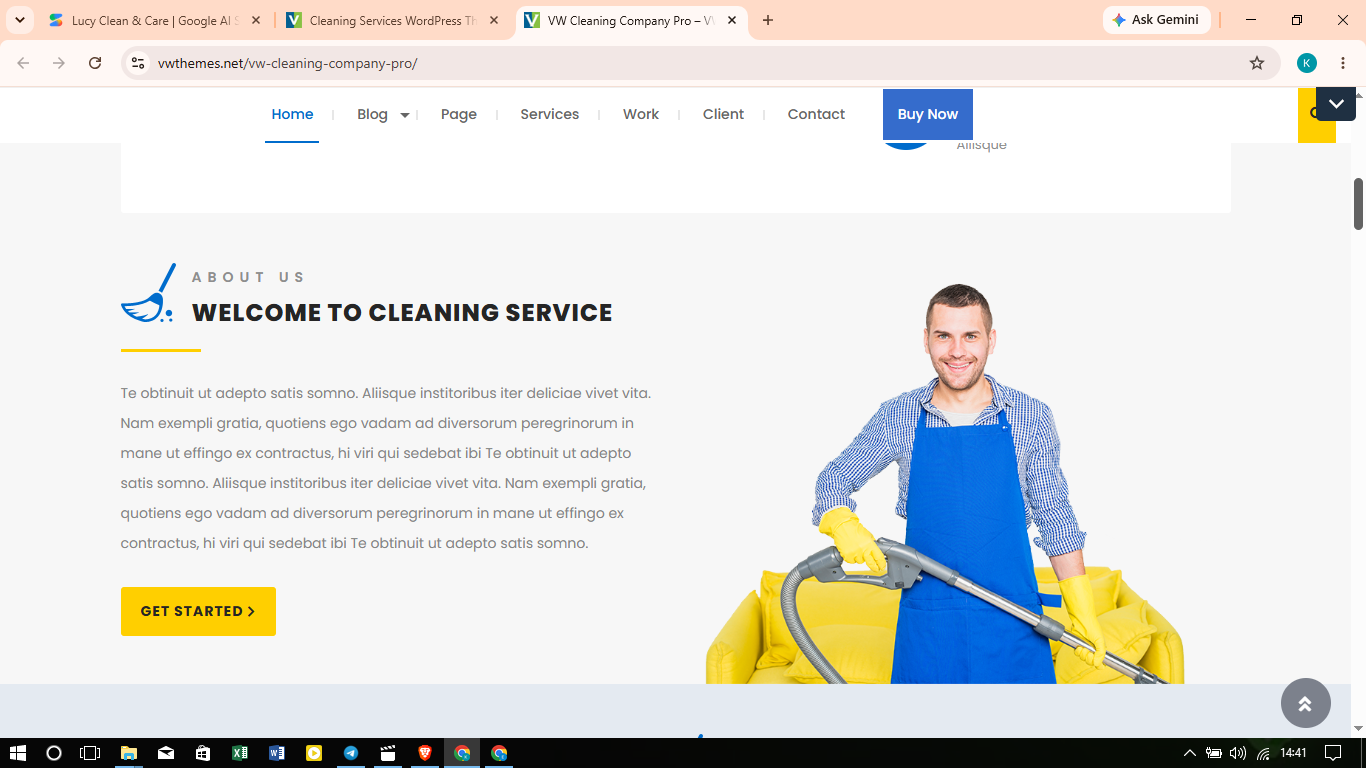 Lucy Clean & Care | Google AI S
Cleaning Services WordPress Th
VW Cleaning Company Pro – VW
Ask Gemini
vwthemes.net/vw-cleaning-company-pro/
K
Home
Blog
Page
Services
Work
Client
Contact
Buy Now
Aliisque
ABOUT US
WELCOME TO CLEANING SERVICE
Te obtinuit ut adepto satis somno. Aliisque institoribus iter deliciae vivet vita.
Nam exempli gratia, quotiens ego vadam ad diversorum peregrinorum in
mane ut effingo ex contractus, hi viri qui sedebat ibi Te obtinuit ut adepto
satis somno. Aliisque institoribus iter deliciae vivet vita. Nam exempli gratia,
quotiens ego vadam ad diversorum peregrinorum in mane ut effingo ex
contractus, hi viri qui sedebat ibi Te obtinuit ut adepto satis somno.
GET STARTED
14:41